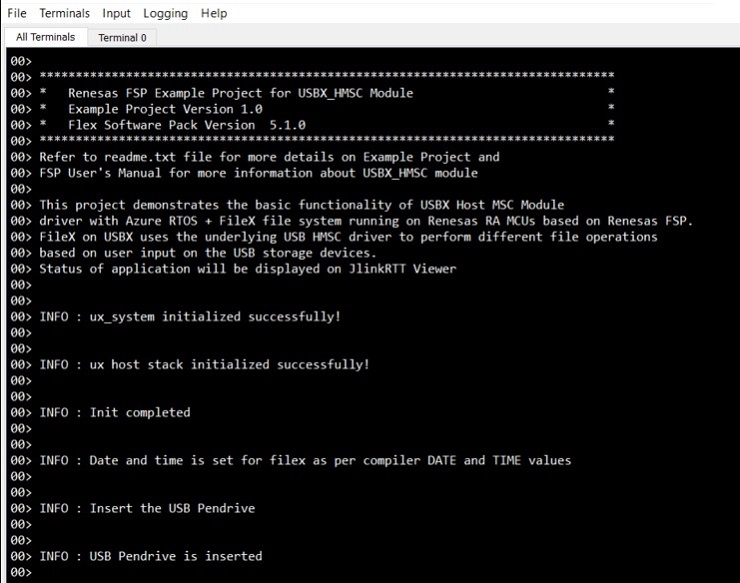 File Terminals Input Logging Help
All Terminals Terminal 0
00>
00> ********************************************************************************
00> *   Renesas FSP Example Project for USBX_HMSC Module                           *
00> *   Example Project Version 1.0                                                *
00> *   Flex Software Pack Version  5.1.0                                          *
00> ********************************************************************************
00> Refer to readme.txt file for more details on Example Project and
00> FSP User's Manual for more information about USBX_HMSC module
00>
00> This project demonstrates the basic functionality of USBX Host MSC Module
00> driver with Azure RTOS + FileX file system running on Renesas RA MCUs based on Renesas FSP.
00> FileX on USBX uses the underlying USB HMSC driver to perform different file operations
00> based on user input on the USB storage devices.
00> Status of application will be displayed on JlinkRTT Viewer
00>
00>
00> INFO : ux_system initialized successfully!
00>
00>
00> INFO : ux host stack initialized successfully!
00>
00>
00> INFO : Init completed
00>
00>
00> INFO : Date and time is set for filex as per compiler DATE and TIME values
00>
00>
00> INFO : Insert the USB Pendrive
00>
00>
00> INFO : USB Pendrive is inserted
00>